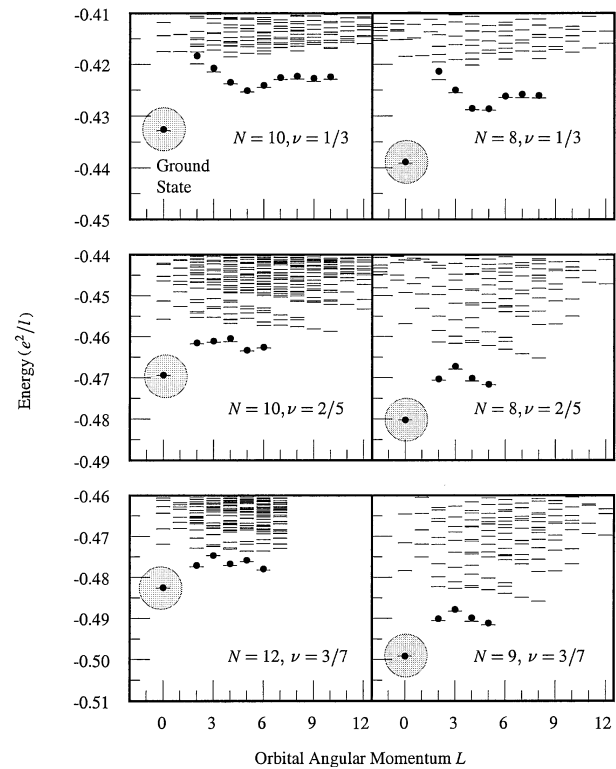 -0.41
-0.42
-0.43
-0.44
-0.45
N = 10, ν = 1/3
Ground
State
N = 8, ν = 1/3
-0.44
-0.45
-0.46
-0.47
-0.48
-0.49
N = 10, ν = 2/5
N = 8, ν = 2/5
Energy (e²/l)
-0.46
-0.47
-0.48
-0.49
-0.50
-0.51
N = 12, ν = 3/7
N = 9, ν = 3/7
0 3 6 9 12 0 3 6 9 12
Orbital Angular Momentum L